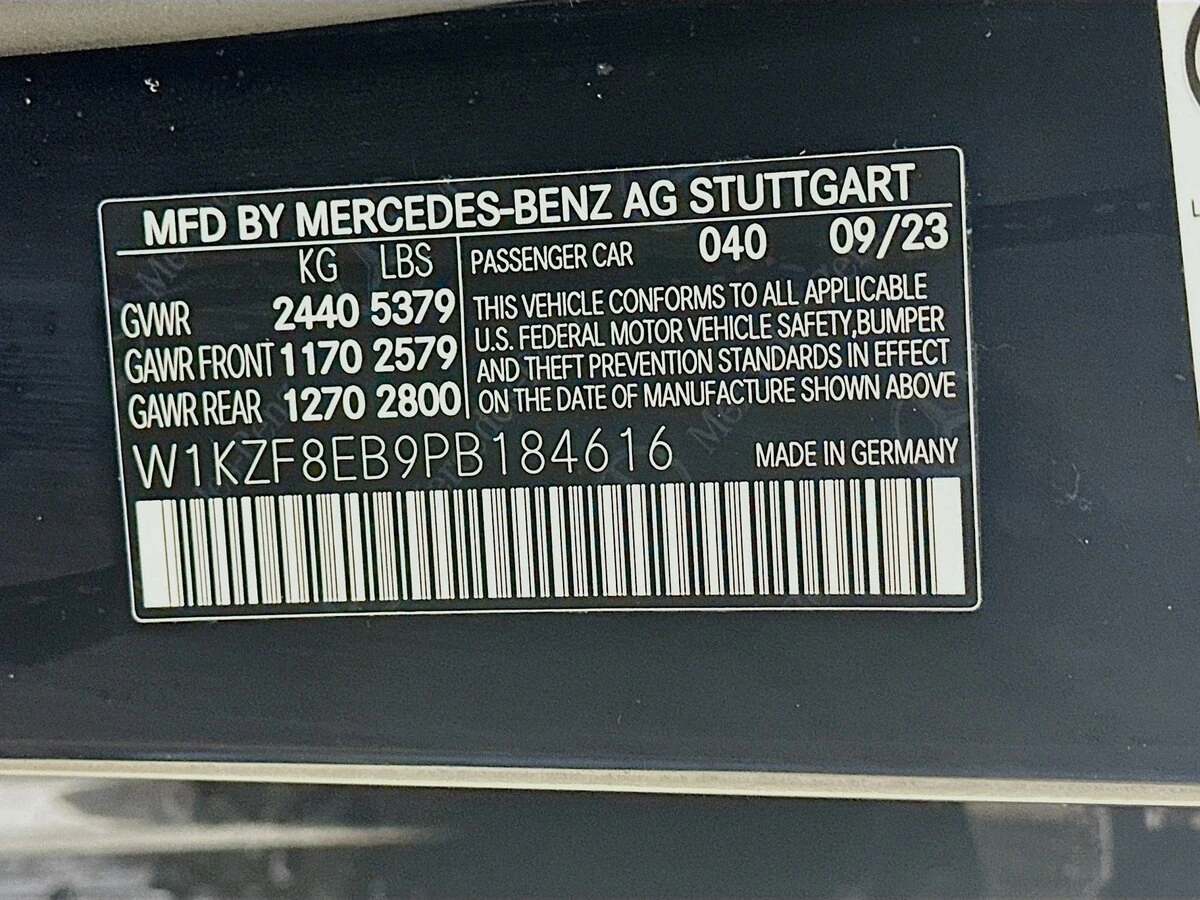 MFD BY MERCEDES-BENZ AG STUTTGART
KG LBS
GVWR 2440 5379
GAWR FRONT 1170 2579
GAWR REAR 1270 2800
PASSENGER CAR 040 09/23
THIS VEHICLE CONFORMS TO ALL APPLICABLE
U.S. FEDERAL MOTOR VEHICLE SAFETY,BUMPER
AND THEFT PREVENTION STANDARDS IN EFFECT
ON THE DATE OF MANUFACTURE SHOWN ABOVE
W1KZF8EB9PB184616 MADE IN GERMANY